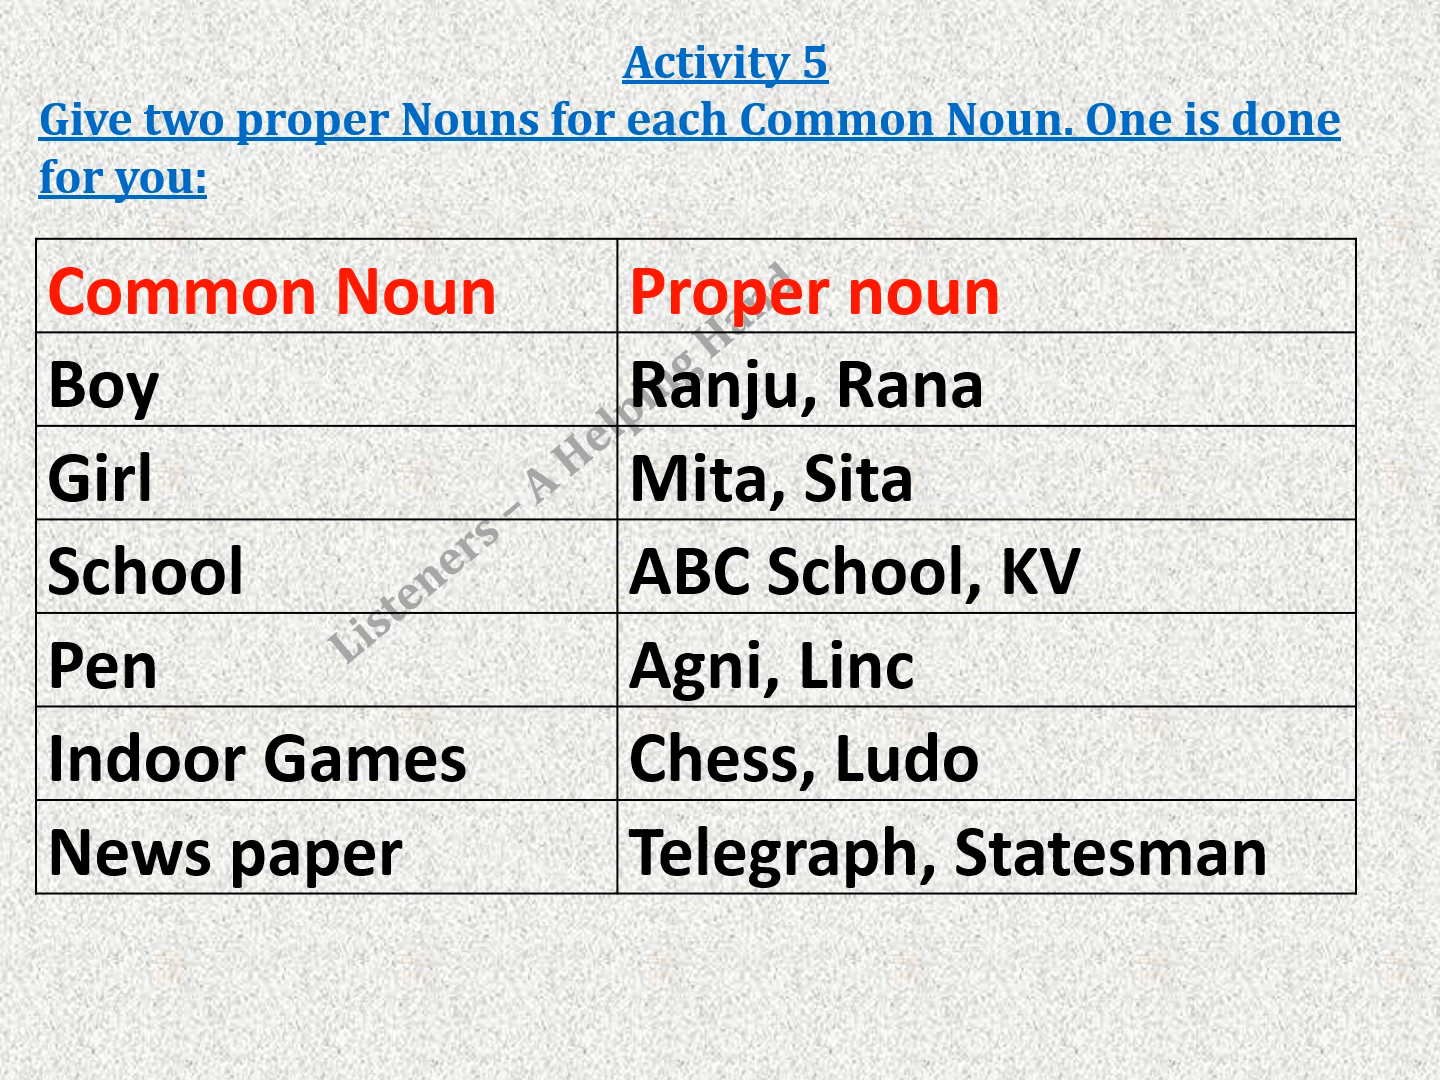 Activity 5
Give two proper Nouns for each Common Noun. One is done
for you:
Common Noun Proper noun
Boy Ranju, Rana
Girl Mita, Sita
School ABC School, KV
Pen Agni, Linc
Indoor Games Chess, Ludo
News paper Telegraph, Statesman
Listeners – A Helping Hand